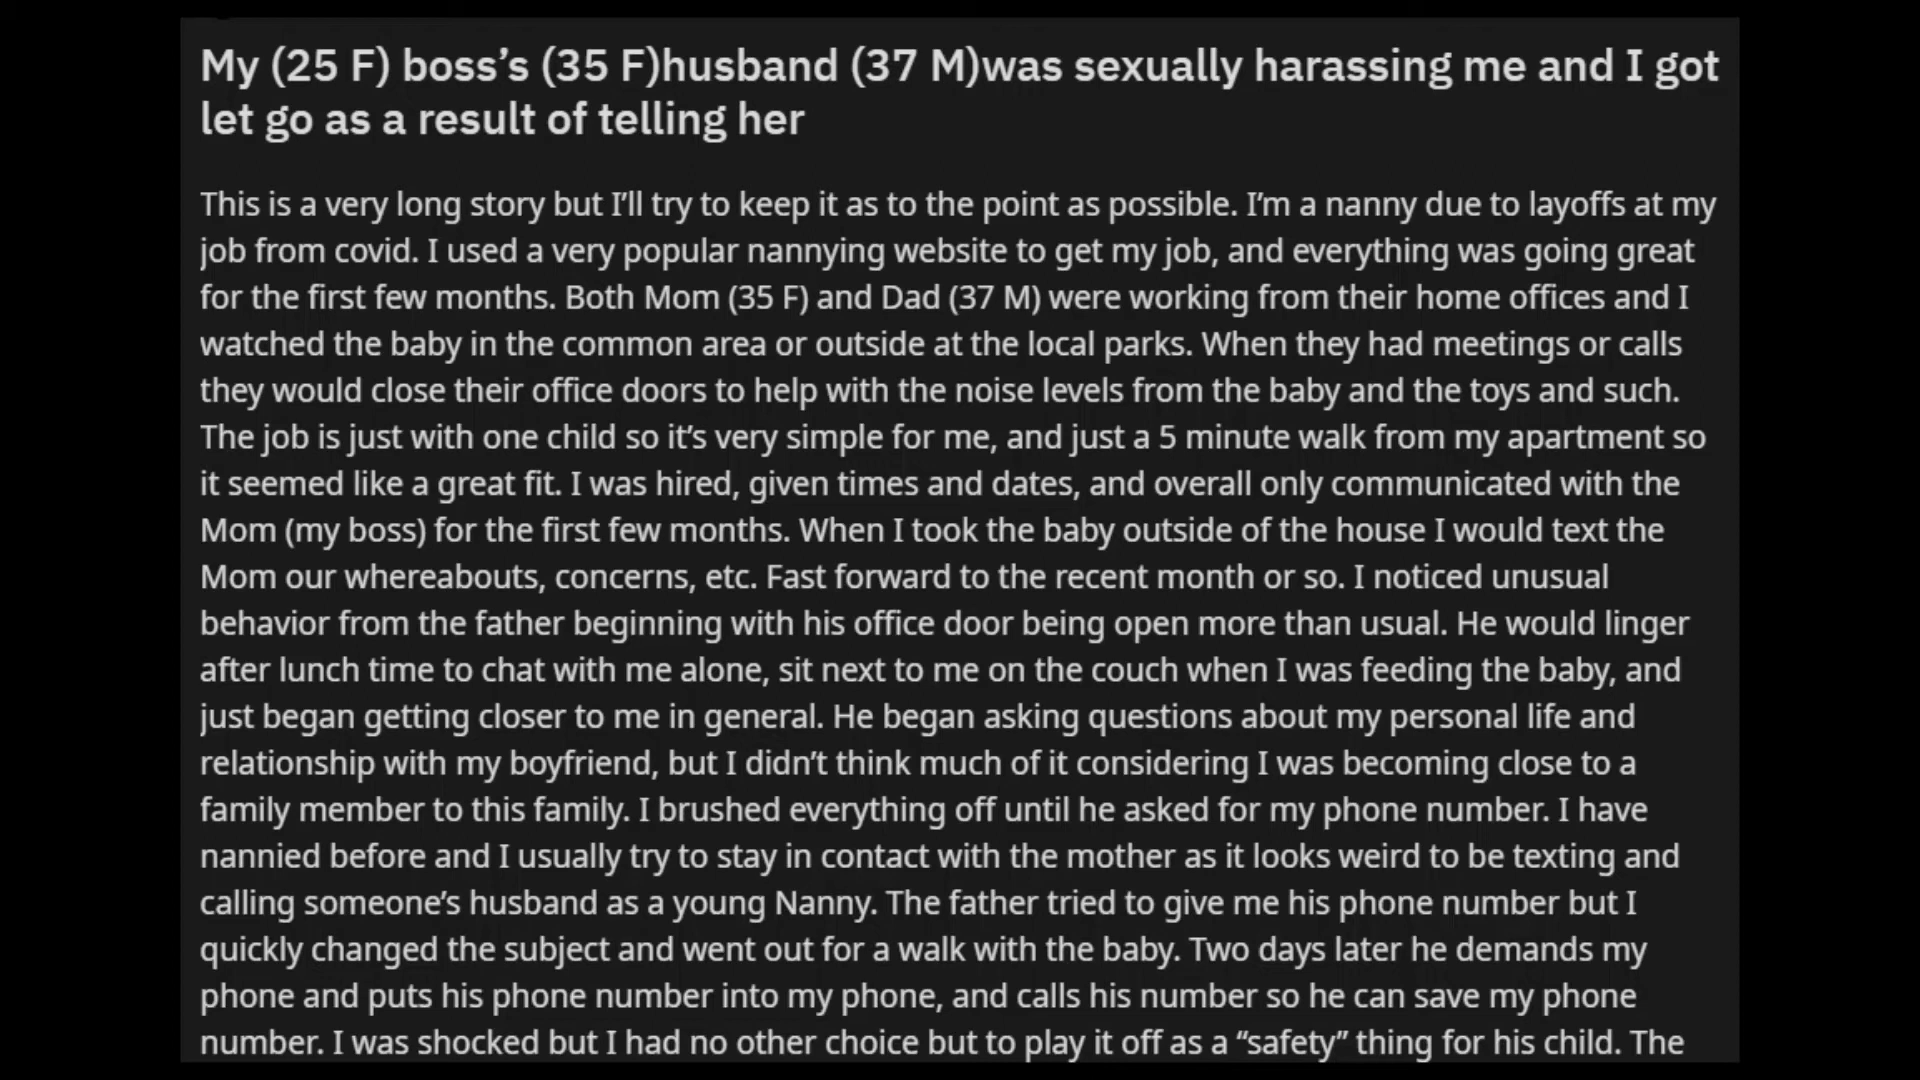 My (25 F) boss’s (35 F)husband (37 M)was sexually harassing me and I got
let go as a result of telling her
This is a very long story but I’ll try to keep it as to the point as possible. I’m a nanny due to layoffs at my
job from covid. I used a very popular nannying website to get my job, and everything was going great
for the first few months. Both Mom (35 F) and Dad (37 M) were working from their home offices and I
watched the baby in the common area or outside at the local parks. When they had meetings or calls
they would close their office doors to help with the noise levels from the baby and the toys and such.
The job is just with one child so it’s very simple for me, and just a 5 minute walk from my apartment so
it seemed like a great fit. I was hired, given times and dates, and overall only communicated with the
Mom (my boss) for the first few months. When I took the baby outside of the house I would text the
Mom our whereabouts, concerns, etc. Fast forward to the recent month or so. I noticed unusual
behavior from the father beginning with his office door being open more than usual. He would linger
after lunch time to chat with me alone, sit next to me on the couch when I was feeding the baby, and
just began getting closer to me in general. He began asking questions about my personal life and
relationship with my boyfriend, but I didn’t think much of it considering I was becoming close to a
family member to this family. I brushed everything off until he asked for my phone number. I have
nannied before and I usually try to stay in contact with the mother as it looks weird to be texting and
calling someone’s husband as a young Nanny. The father tried to give me his phone number but I
quickly changed the subject and went out for a walk with the baby. Two days later he demands my
phone and puts his phone number into my phone, and calls his number so he can save my phone
number. I was shocked but I had no other choice but to play it off as a “safety” thing for his child. The